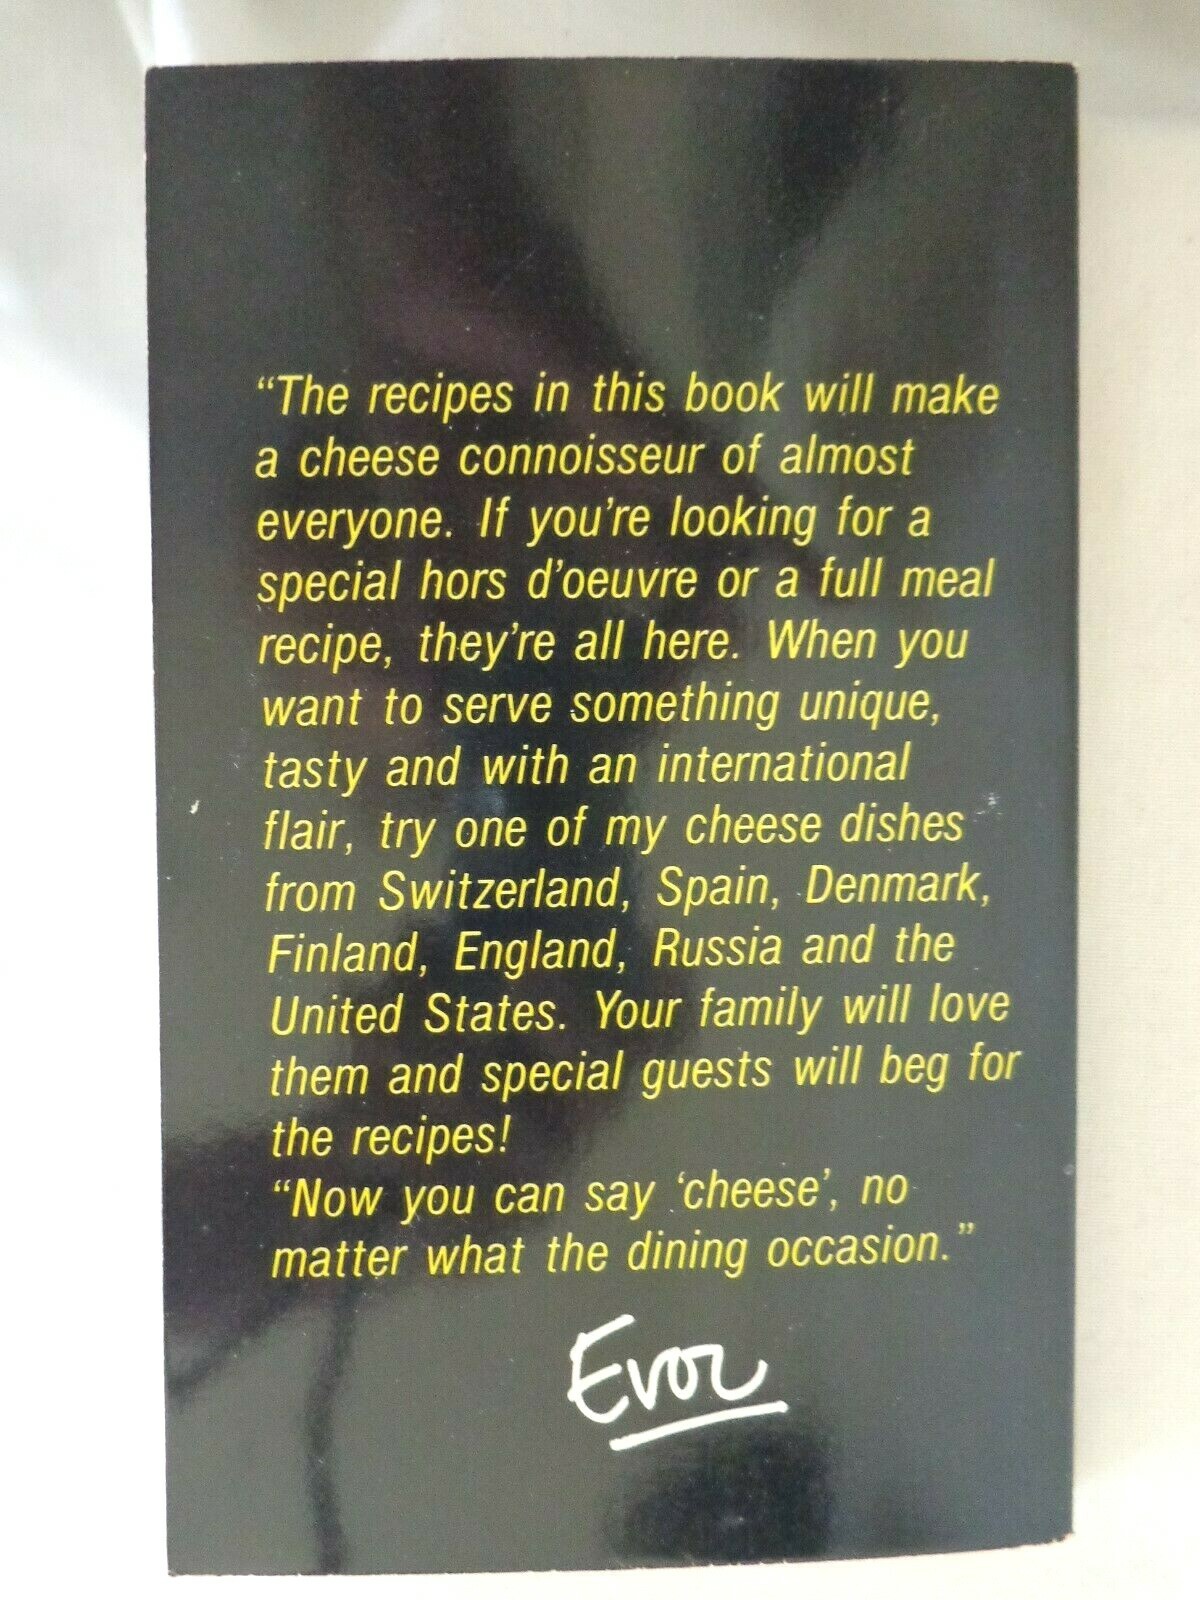 “The recipes in this book will make
a cheese connoisseur of almost
everyone. If you're looking for a
special hors d'oeuvre or a full meal
recipe, they're all here. When you
want to serve something unique,
tasty and with an international
flair, try one of my cheese dishes
from Switzerland, Spain, Denmark,
Finland, England, Russia and the
United States. Your family will love
them and special guests will beg for
the recipes!
“Now you can say ‘cheese’, no
matter what the dining occasion.”
Evor